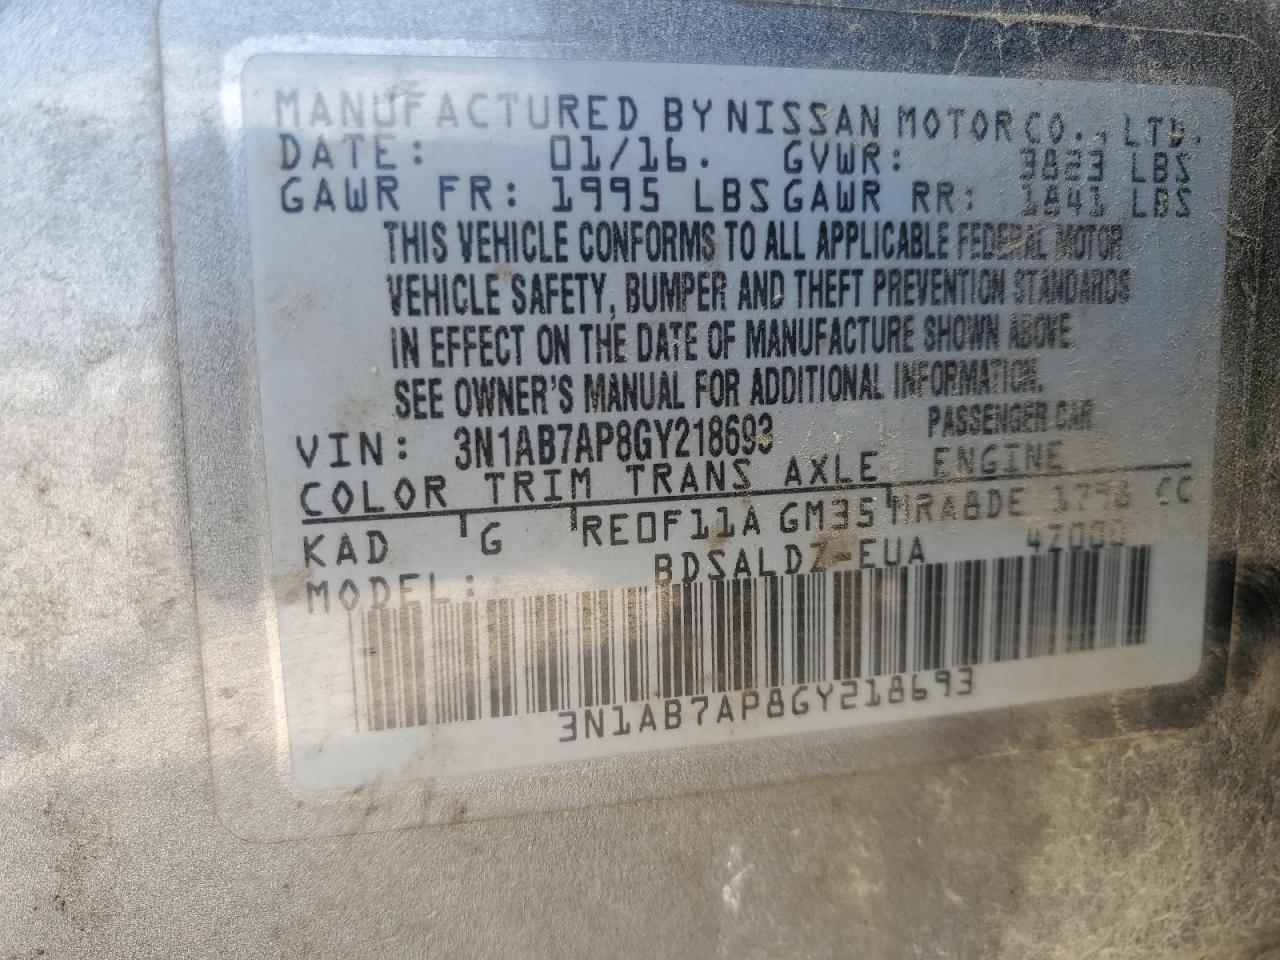 MANUFACTURED BY NISSAN MOTOR CO., LTD.
DATE: 01/16. GVWR: 3823 LBS
GAWR FR: 1995 LBS GAWR RR: 1841 LBS
THIS VEHICLE CONFORMS TO ALL APPLICABLE FEDERAL MOTOR
VEHICLE SAFETY, BUMPER AND THEFT PREVENTION STANDARDS
IN EFFECT ON THE DATE OF MANUFACTURE SHOWN ABOVE
SEE OWNER'S MANUAL FOR ADDITIONAL INFORMATION.
VIN: 3N1AB7AP8GY218693 PASSENGER CAR
COLOR TRIM TRANS AXLE ENGINE
KAD G RE0F11A GM35 MRA8DE 1798 CC
MODEL: BDSALDZ-EUA
3N1AB7AP8GY218693